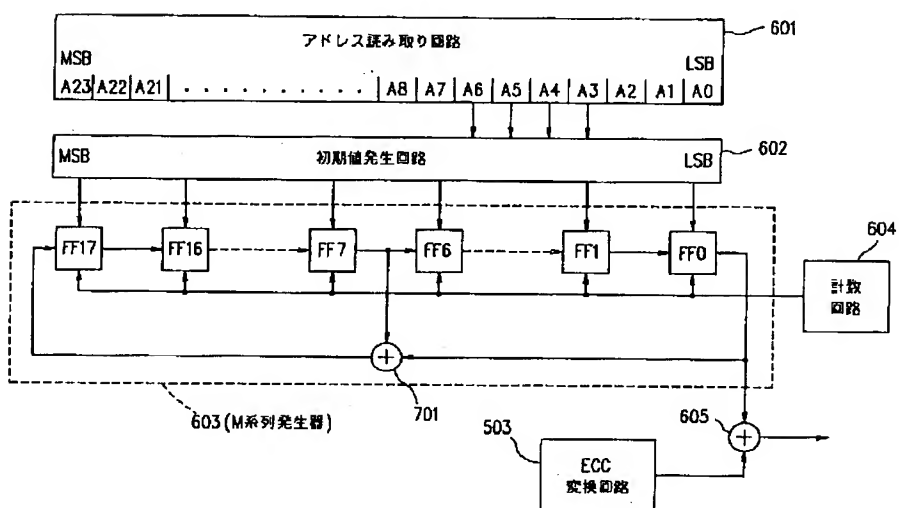 アドレス読み取り回路
601
MSB
LSB
A23 A22 A21 . . . . . . . . . . A8 A7 A6 A5 A4 A3 A2 A1 A0
MSB
初期値発生回路
LSB
602
FF17 FF16 FF7 FF6 FF1 FF0
604
計数
回路
+
701
603(M系列発生器)
605
+
503
ECC
変換回路